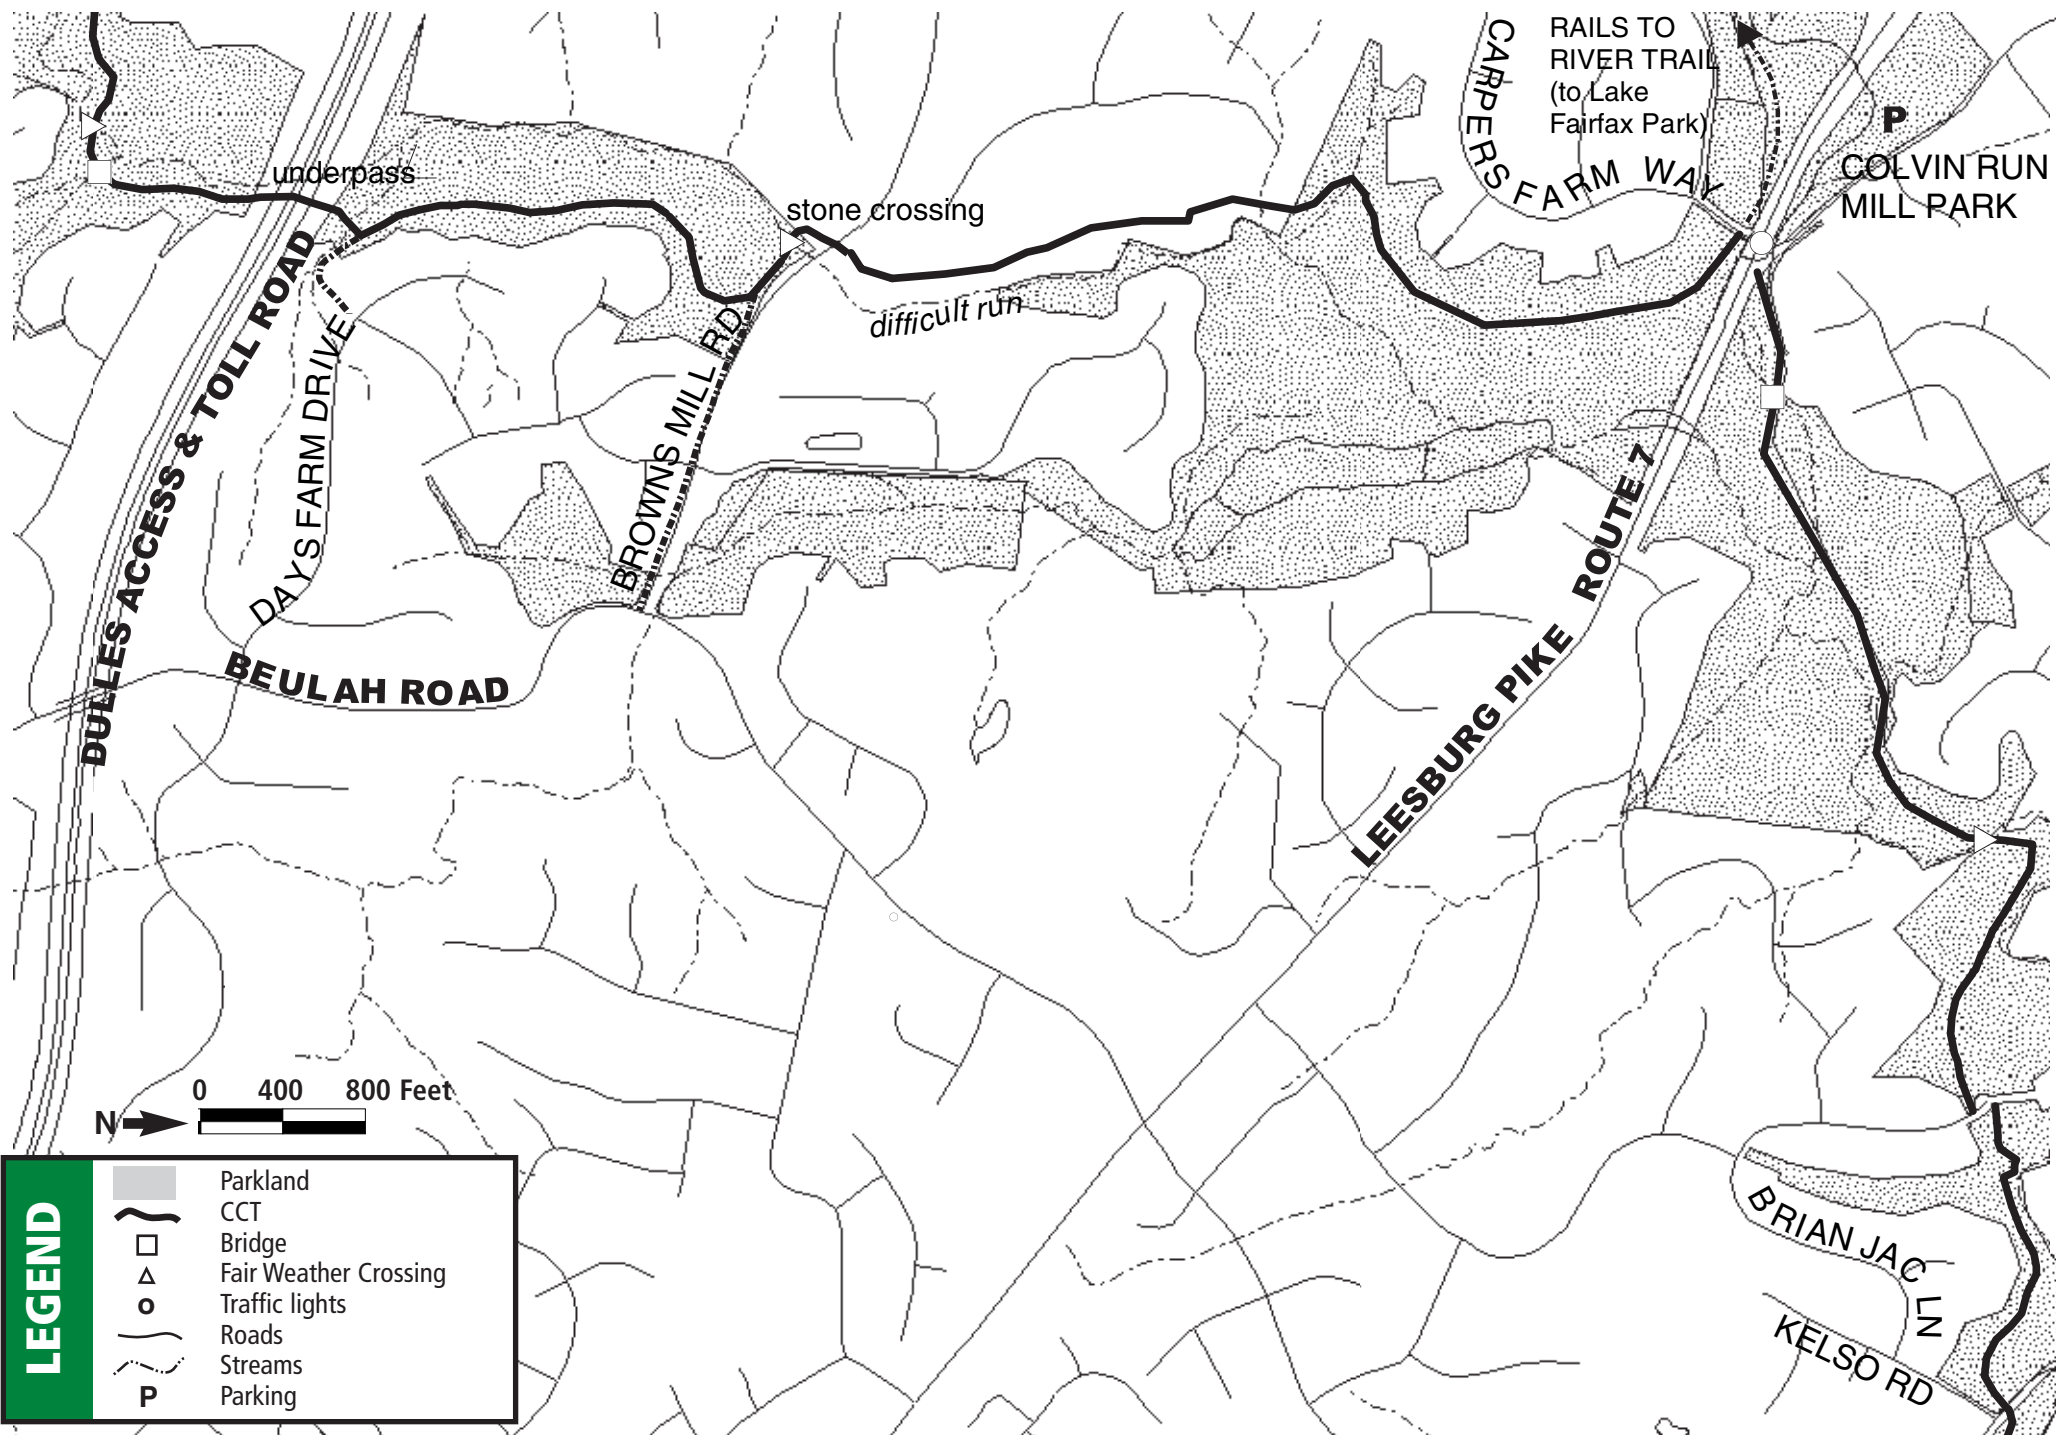 RAILS TO
RIVER TRAIL
(to Lake
Fairfax Park)
CARPERS FARM WAY
P
COLVIN RUN
MILL PARK
underpass
stone crossing
difficult run
DULLES ACCESS & TOLL ROAD
DAYS FARM DRIVE
BROWNS MILL RD
BEULAH ROAD
LEESBURG PIKE ROUTE 7
BRIAN JAC LN
KELSO RD
0 400 800 Feet
N
LEGEND
Parkland
CCT
Bridge
Fair Weather Crossing
Traffic lights
Roads
Streams
P Parking